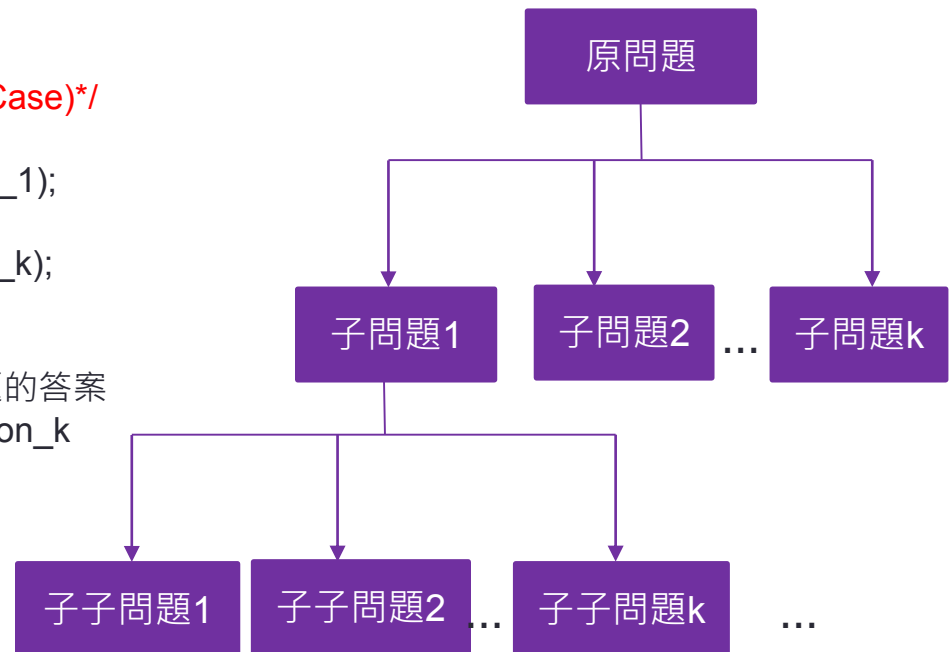 原問題
Case)*/
_1);
_k);
子問題1
子問題2
...
子問題k
的答案
on_k
子子問題1
子子問題2
...
子子問題k
...